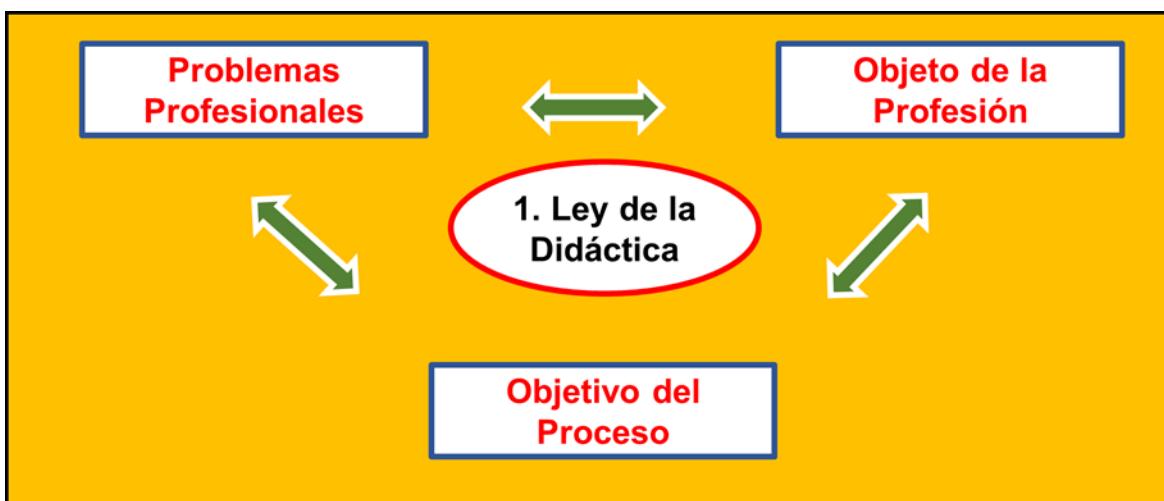 Problemas
Profesionales
Objeto de la
Profesión
1. Ley de la
Didáctica
Objetivo del
Proceso